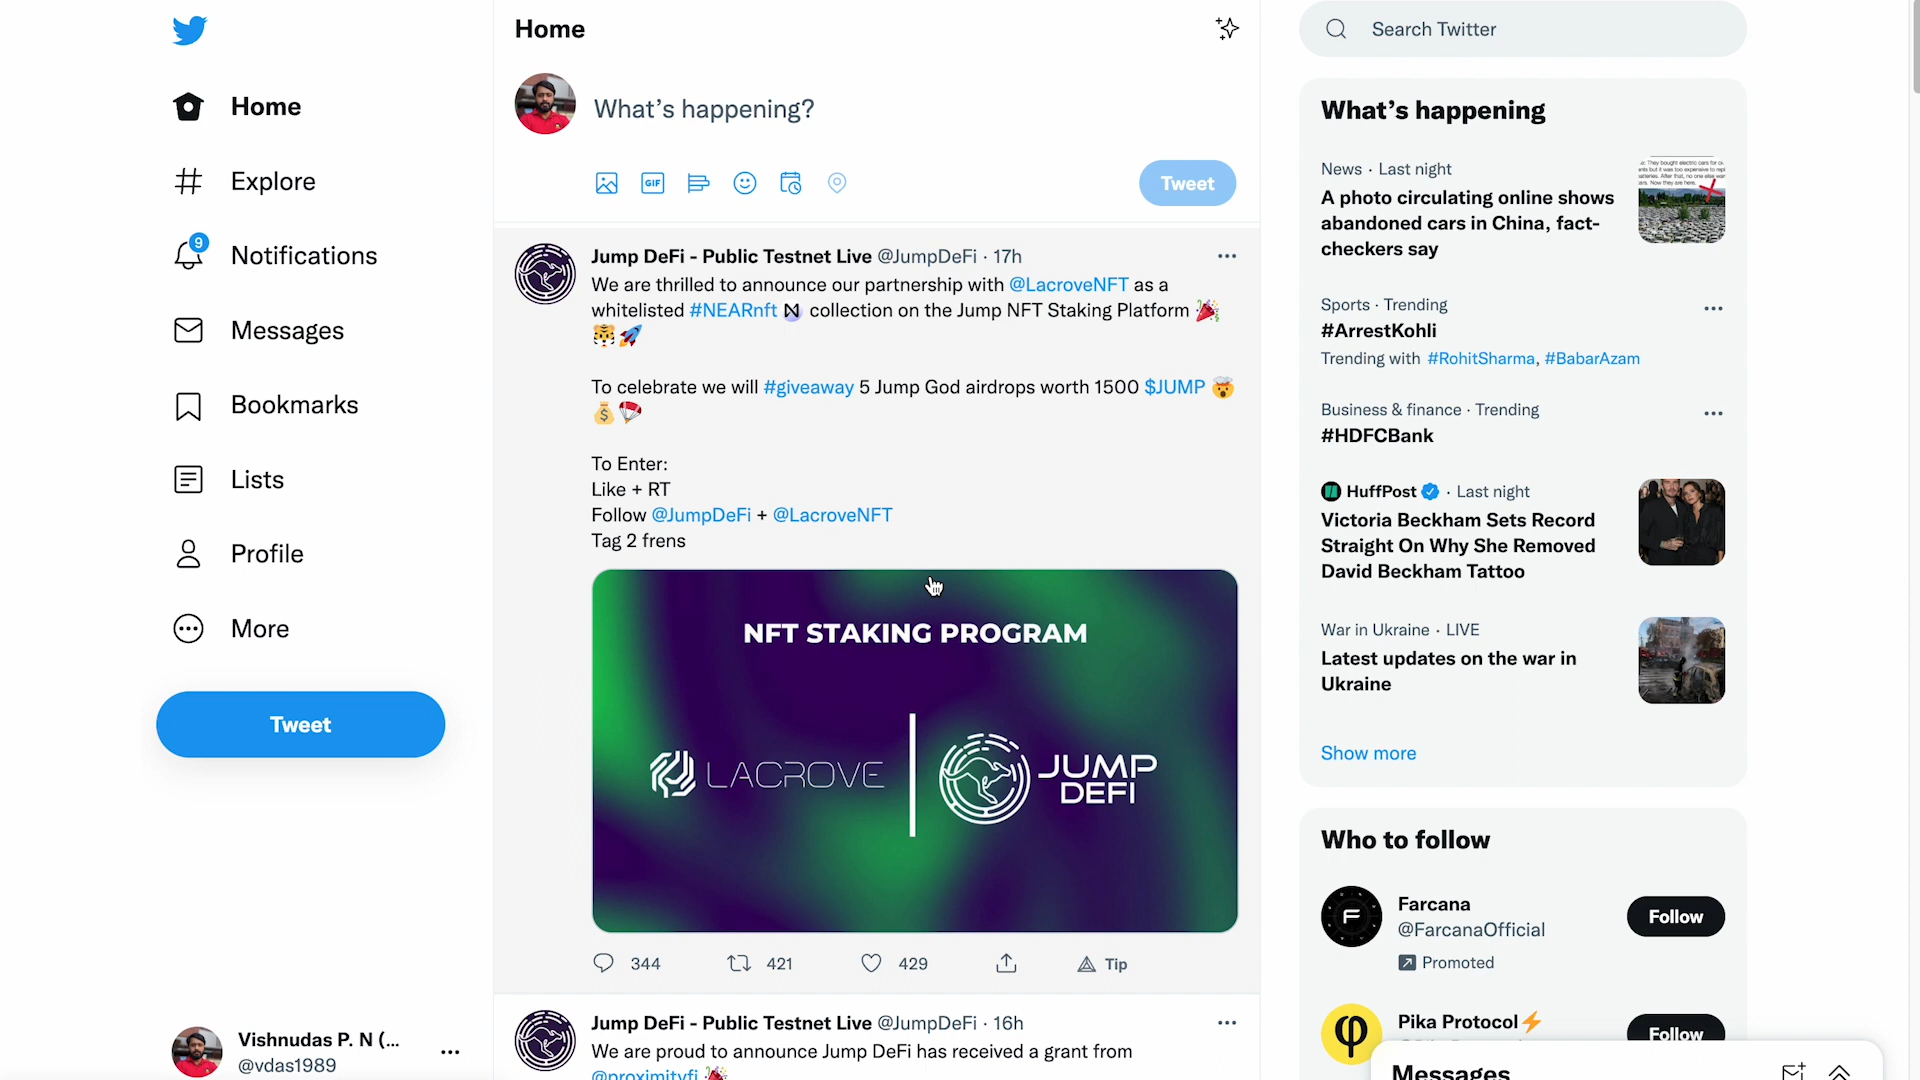 Home
Explore
9
Notifications
Messages
Bookmarks
Lists
Profile
More
Tweet
Vishnudas P. N (...
@vdas1989
Home
What's happening?
GIF
Tweet
Jump DeFi - Public Testnet Live @JumpDeFi · 17h
We are thrilled to announce our partnership with @LacroveNFT as a
whitelisted #NEARnft collection on the Jump NFT Staking Platform 🎉
🐯🚀
To celebrate we will #giveaway 5 Jump God airdrops worth 1500 $JUMP 🤯
💰🪂
To Enter:
Like + RT
Follow @JumpDeFi + @LacroveNFT
Tag 2 frens
NFT STAKING PROGRAM
LACROVE
JUMP
DEFI
344 421 429 Tip
Jump DeFi - Public Testnet Live @JumpDeFi · 16h
We are proud to announce Jump DeFi has received a grant from
@proximityfi 🎉
Search Twitter
What's happening
News · Last night
A photo circulating online shows
abandoned cars in China, fact-
checkers say
Sports · Trending
#ArrestKohli
Trending with #RohitSharma, #BabarAzam
Business & finance · Trending
#HDFCBank
HuffPost · Last night
Victoria Beckham Sets Record
Straight On Why She Removed
David Beckham Tattoo
War in Ukraine · LIVE
Latest updates on the war in
Ukraine
Show more
Who to follow
Farcana
@FarcanaOfficial
Follow
Promoted
Pika Protocol⚡
Follow
Messages